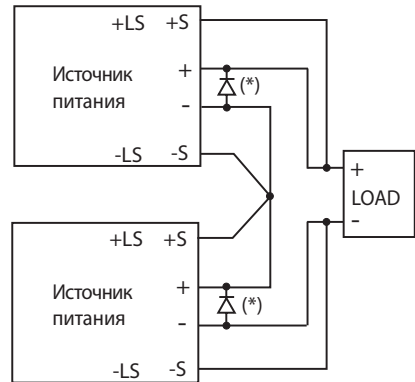 +LS +S
Источник
питания
+
-
(*)
-LS -S
+
LOAD
-
+LS +S
Источник
питания
+
-
(*)
-LS -S